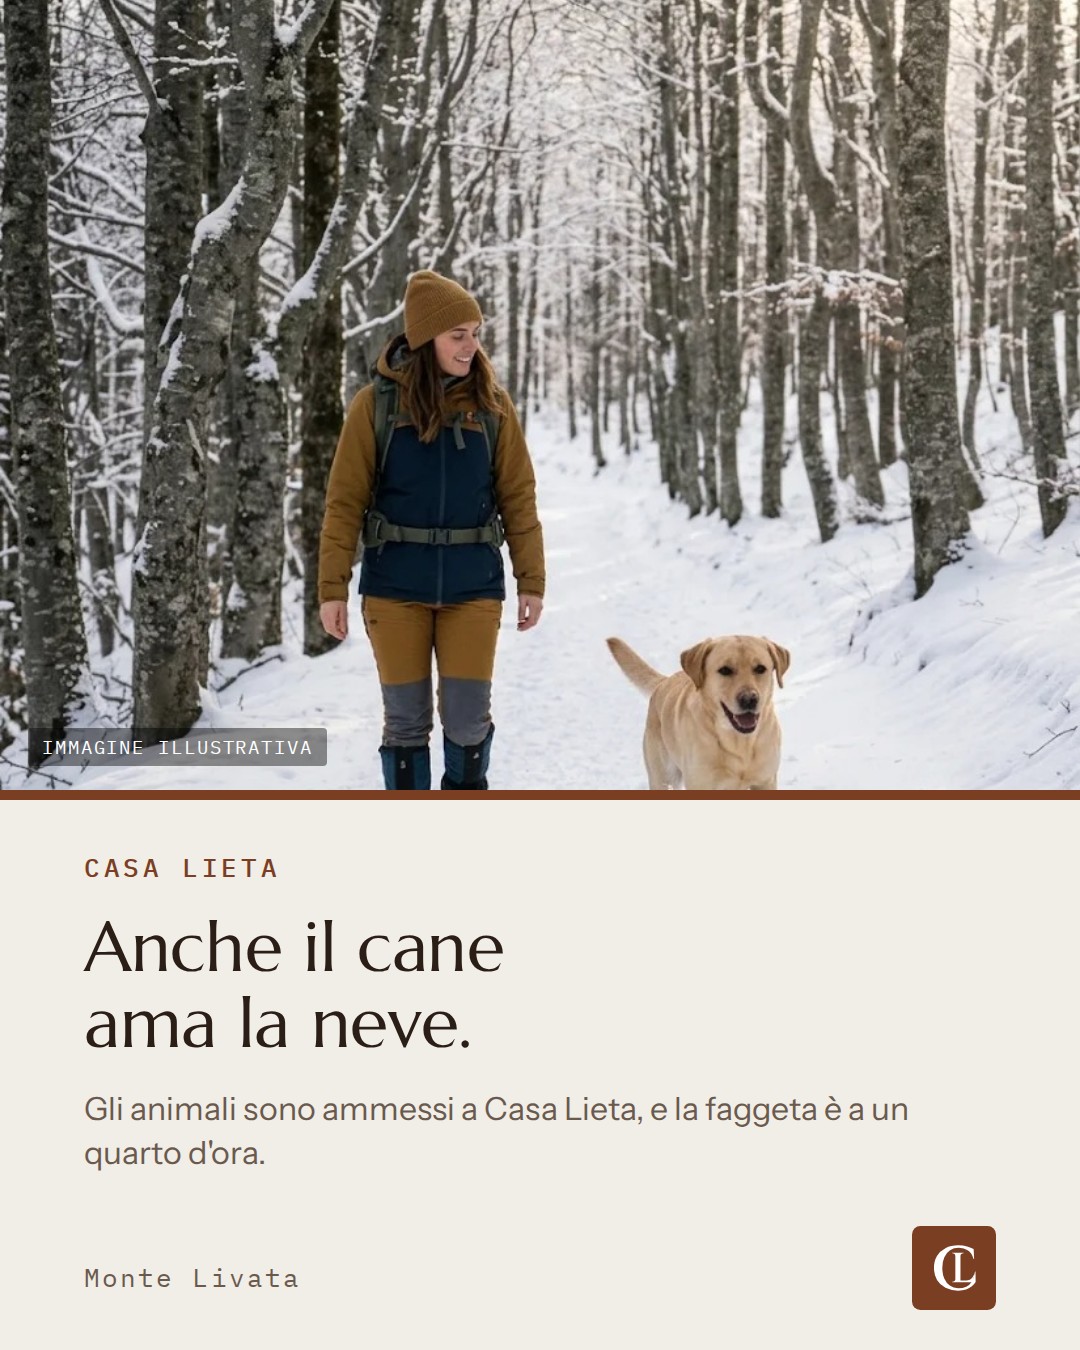 IMMAGINE ILLUSTRATIVA
CASA LIETA
Anche il cane
ama la neve.
Gli animali sono ammessi a Casa Lieta, e la faggeta è a un
quarto d'ora.
Monte Livata
CL